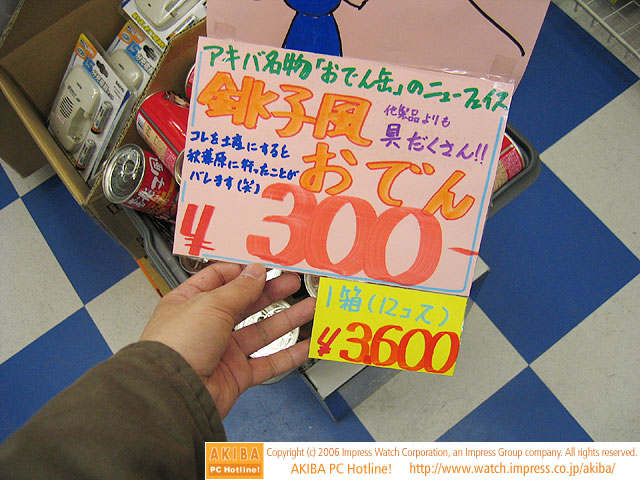 アキバ名物「おでん缶」のニューフェイス
銚子風
他製品よりも
具だくさん!!
おでん
コレを土産にすると
秋葉原に行ったことが
バレます(笑)
¥300-
1箱(12コ入)
¥3,600
AKIBA
PC Hotline!
Copyright (c) 2006 Impress Watch Corporation, an Impress Group company. All rights reserved.
AKIBA PC Hotline! http://www.watch.impress.co.jp/akiba/